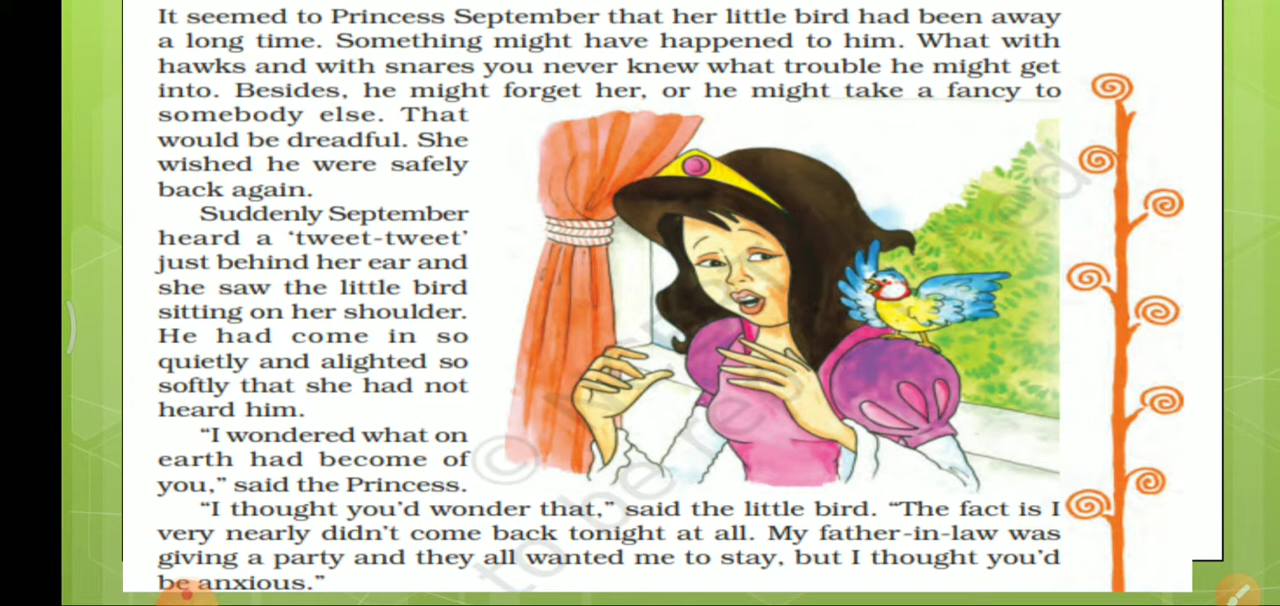 It seemed to Princess September that her little bird had been away
a long time. Something might have happened to him. What with
hawks and with snares you never knew what trouble he might get
into. Besides, he might forget her, or he might take a fancy to
somebody else. That
would be dreadful. She
wished he were safely
back again.
Suddenly September
heard a ‘tweet-tweet’
just behind her ear and
she saw the little bird
sitting on her shoulder.
He had come in so
quietly and alighted so
softly that she had not
heard him.
“I wondered what on
earth had become of
you,” said the Princess.
“I thought you’d wonder that,” said the little bird. “The fact is I
very nearly didn’t come back tonight at all. My father-in-law was
giving a party and they all wanted me to stay, but I thought you’d
be anxious.”